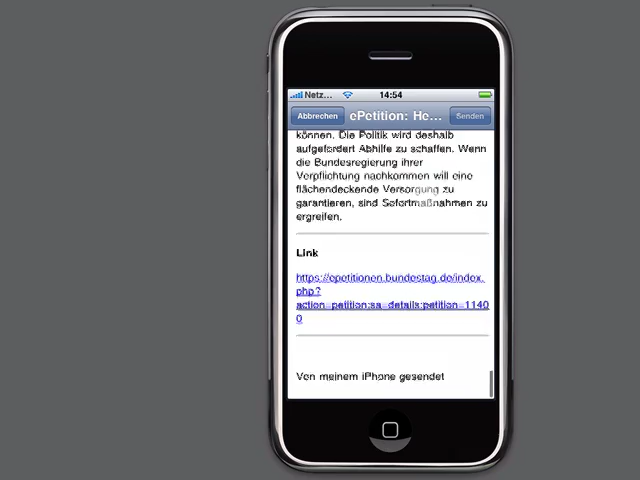 Netz...
14:54
Abbrechen
ePetition: He...
Senden
können. Die Politik wird deshalb
aufgefordert Abhilfe zu schaffen. Wenn
die Bundesregierung ihrer
Verpflichtung nachkommen will eine
flächendeckende Versorgung zu
garantieren, sind Sofortmaßnahmen zu
ergreifen.
Link
https://epetitionen.bundestag.de/index.
php?
action=petition;sa=details;petition=1140
0
Von meinem iPhone gesendet